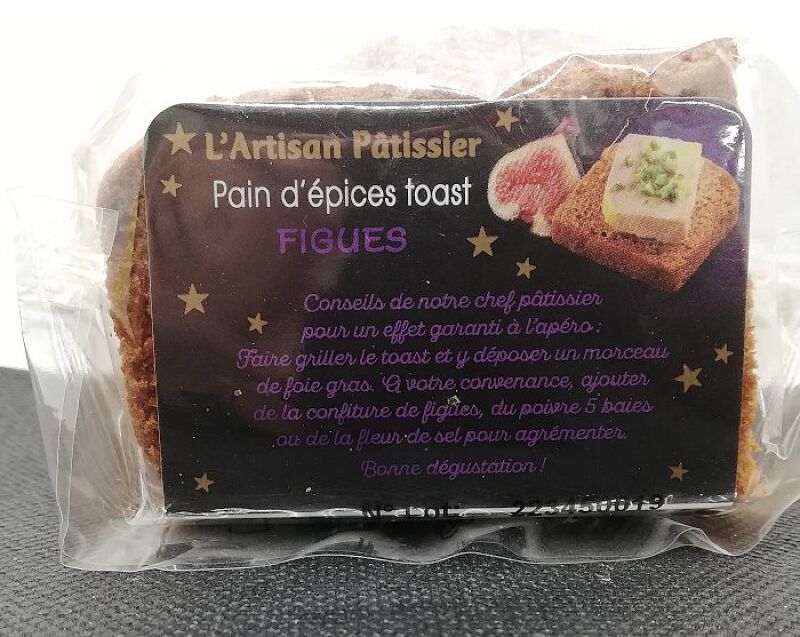 L'Artisan Pâtissier
Pain d'épices toast
FIGUES
Conseils de notre chef pâtissier
pour un effet garanti à l'apéro :
Faire griller le toast et y déposer un morceau
de foie gras. A votre convenance, ajouter
de la confiture de figues, du poivre 5 baies
ou de la fleur de sel pour agrémenter.
Bonne dégustation !
N° Lot: 223450019